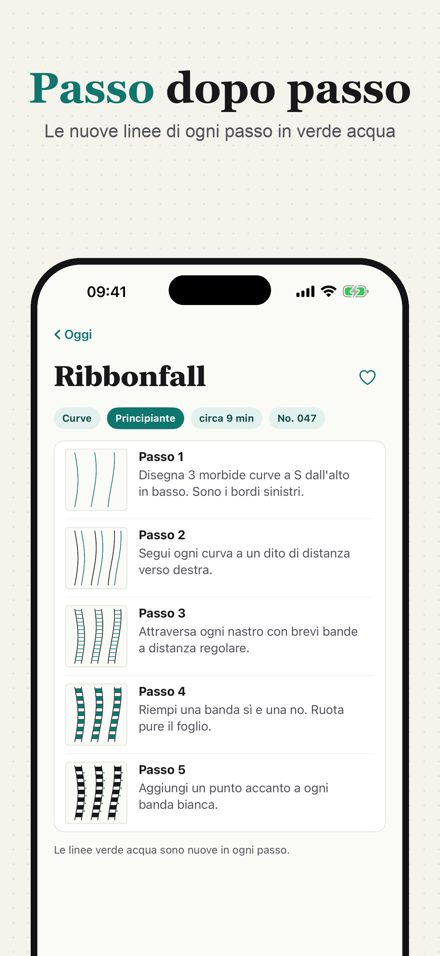 Passo dopo passo
Le nuove linee di ogni passo in verde acqua
09:41
Oggi
Ribbonfall
Curve
Principiante
circa 9 min
No. 047
Passo 1
Disegna 3 morbide curve a S dall'alto
in basso. Sono i bordi sinistri.
Passo 2
Segui ogni curva a un dito di distanza
verso destra.
Passo 3
Attraversa ogni nastro con brevi bande
a distanza regolare.
Passo 4
Riempi una banda sì e una no. Ruota
pure il foglio.
Passo 5
Aggiungi un punto accanto a ogni
banda bianca.
Le linee verde acqua sono nuove in ogni passo.